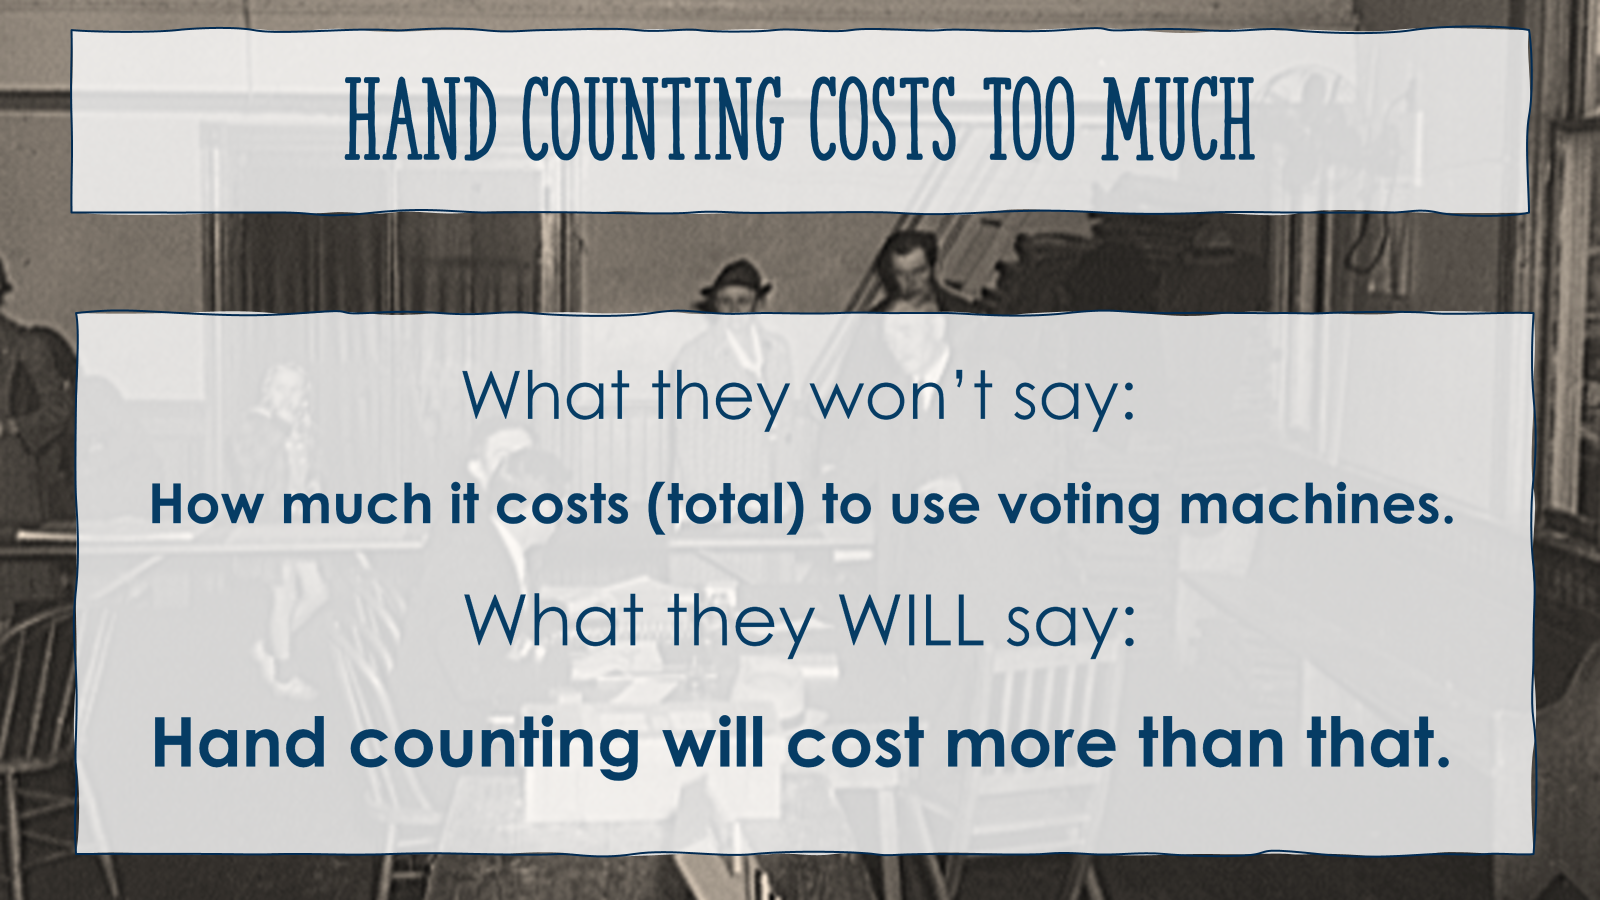 HAND COUNTING COSTS TOO MUCH
What they won’t say:
How much it costs (total) to use voting machines.
What they WILL say:
Hand counting will cost more than that.